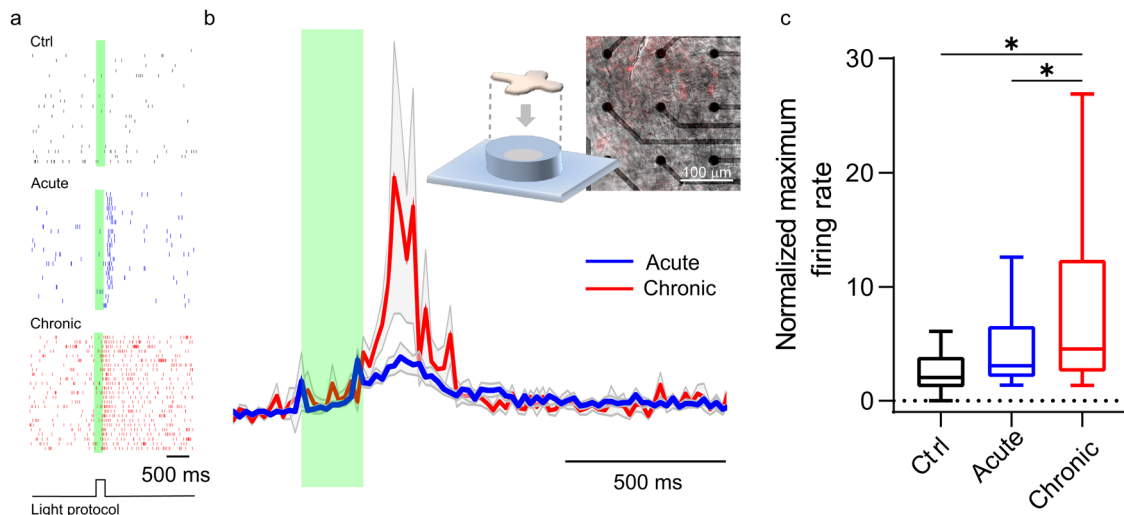 a
Ctrl
Acute
Chronic
500 ms
Light protocol
b
100 μm
Acute
Chronic
500 ms
c
*
*
Normalized maximum
firing rate
30
20
10
0
Ctrl
Acute
Chronic